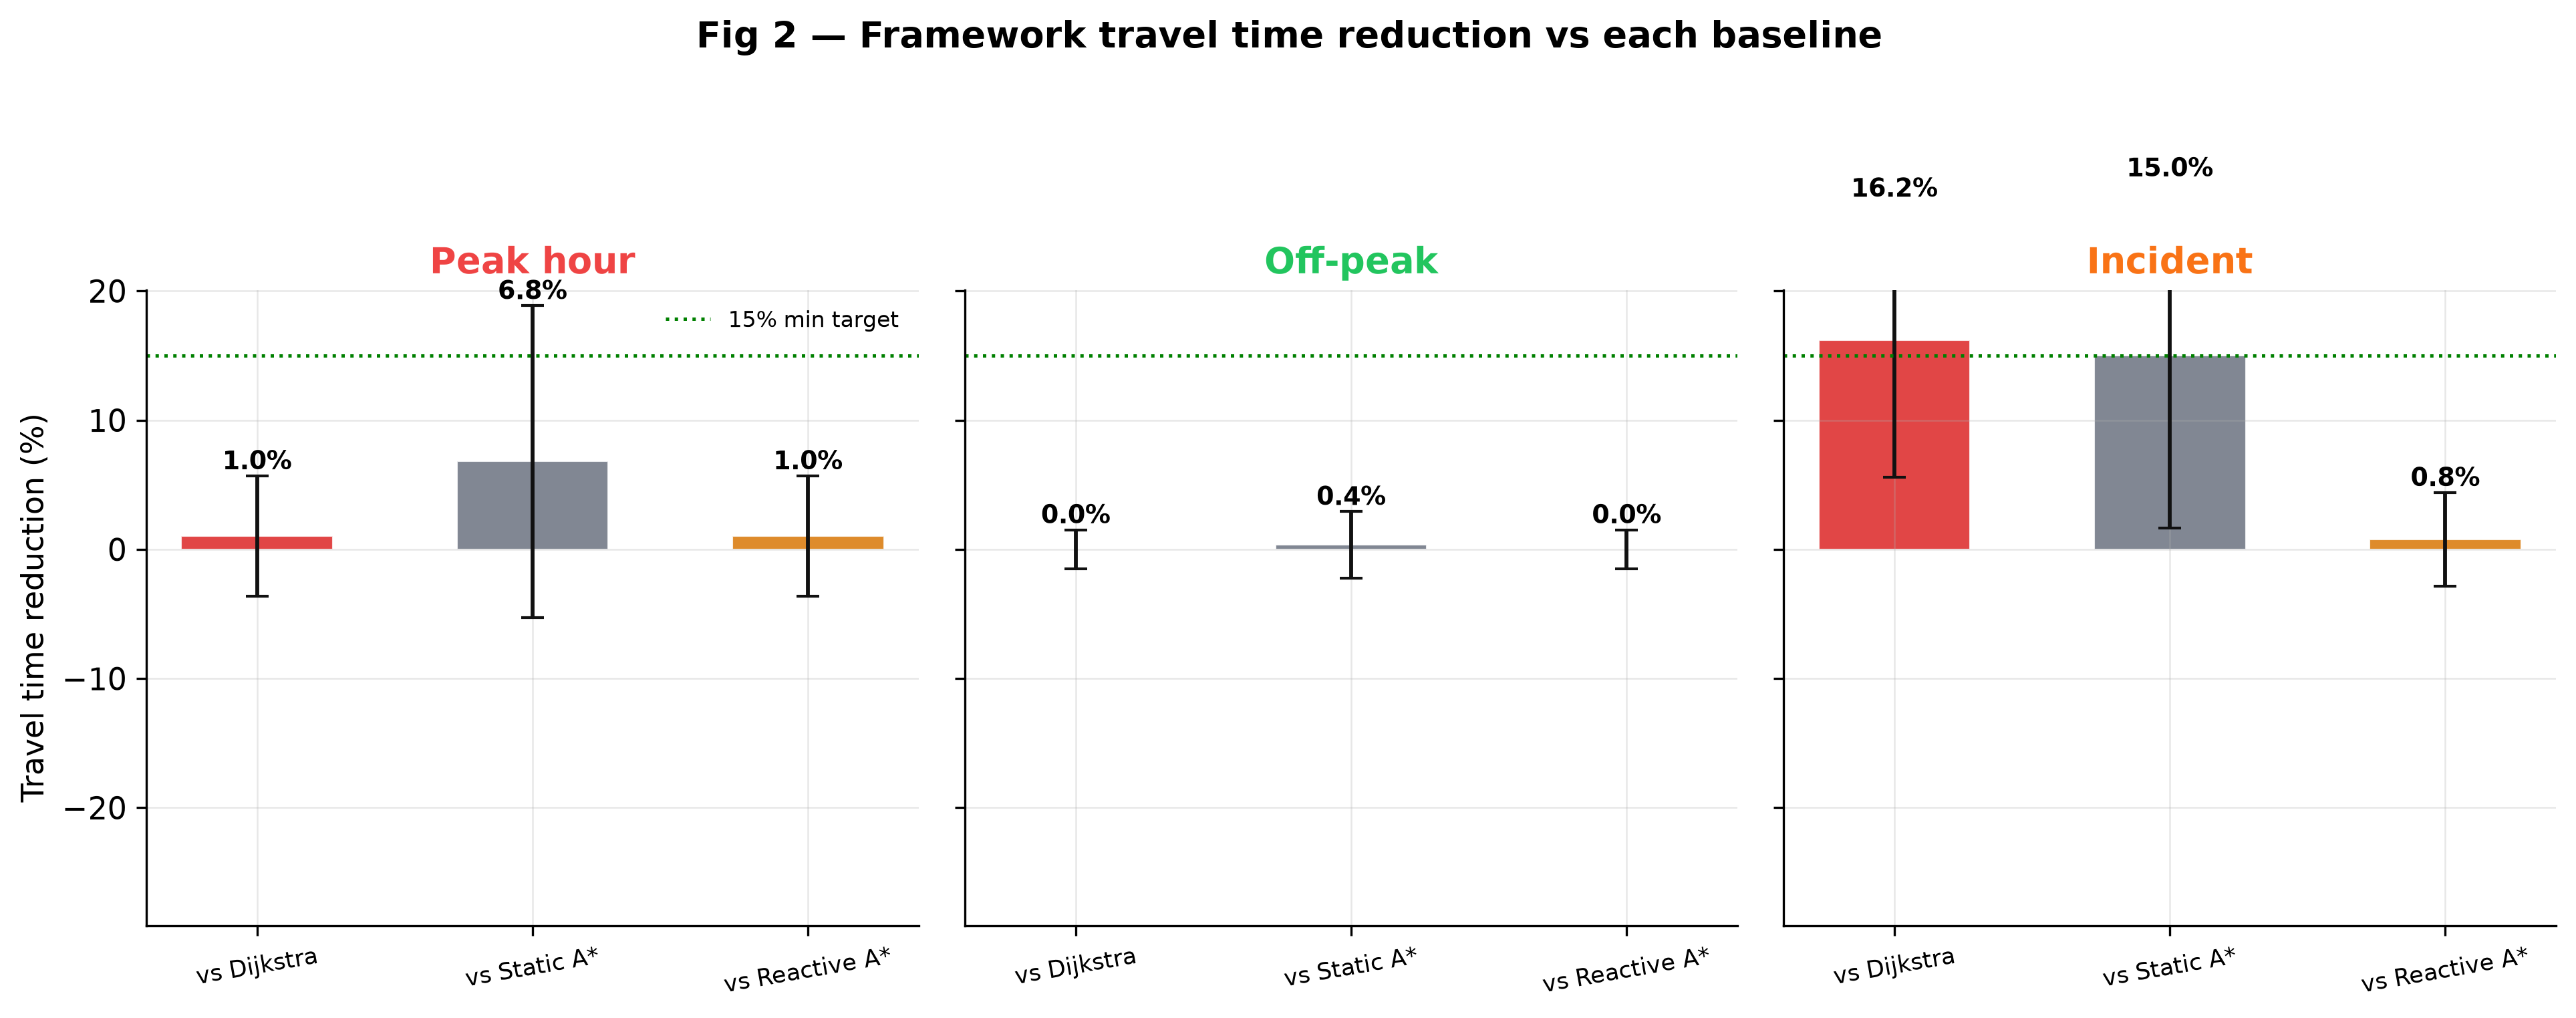 Fig 2 — Framework travel time reduction vs each baseline
Peak hour
Travel time reduction (%)
20
10
0
−10
−20
1.0%
6.8%
1.0%
15% min target
vs Dijkstra
vs Static A*
vs Reactive A*
Off-peak
0.0%
0.4%
0.0%
vs Dijkstra
vs Static A*
vs Reactive A*
16.2%
15.0%
Incident
0.8%
vs Dijkstra
vs Static A*
vs Reactive A*